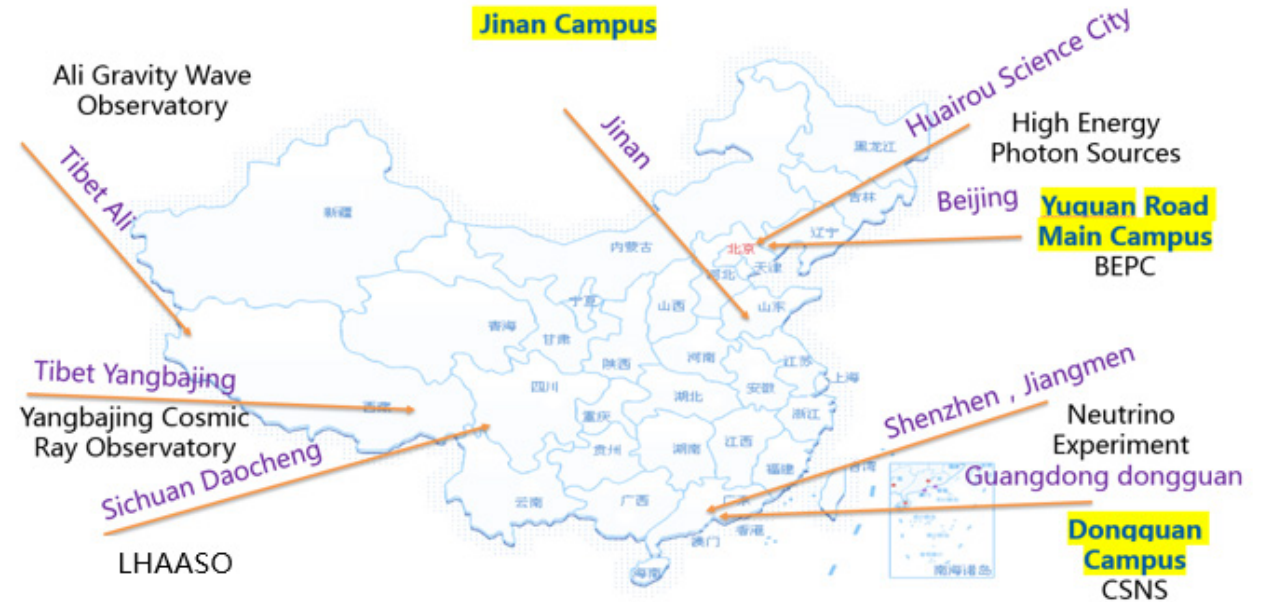 Jinan Campus
Ali Gravity Wave
Observatory
Tibet Ali
Jinan
Huairou Science City
High Energy
Photon Sources
Beijing
Yuquan Road
Main Campus
BEPC
黑龙江
吉林
辽宁
新疆
内蒙古
北京
天津
河北
山西
山东
宁夏
青海
甘肃
陕西
河南
江苏
上海
安徽
四川
湖北
重庆
浙江
西藏
贵州
湖南
江西
福建
台湾
云南
广西
广东
香港
澳门
海南
南海诸岛
Tibet Yangbajing
Yangbajing Cosmic
Ray Observatory
Sichuan Daocheng
LHAASO
Shenzhen , Jiangmen
Neutrino
Experiment
Guangdong dongguan
Dongguan
Campus
CSNS